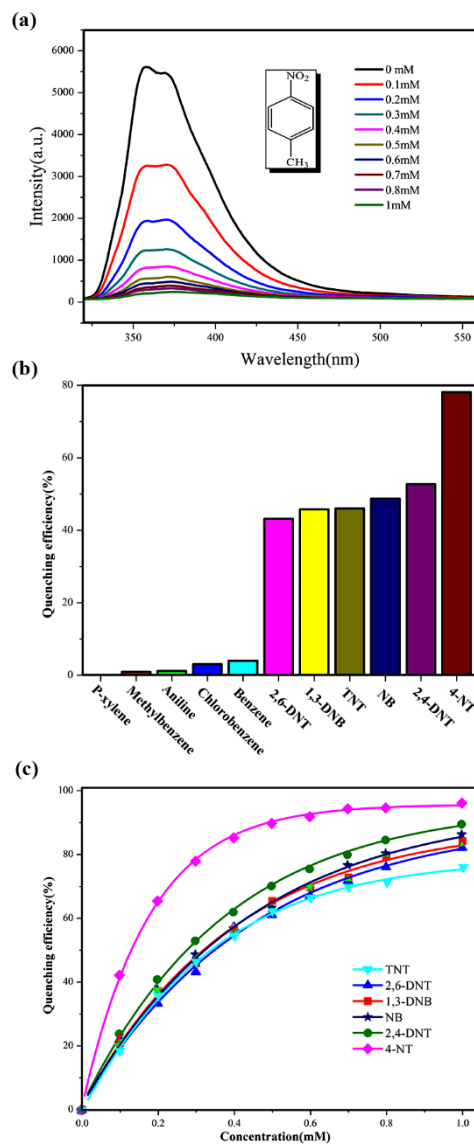 (a)
Intensity(a.u.)
6000
5000
4000
3000
2000
1000
0
NO2
CH3
0 mM
0.1mM
0.2mM
0.3mM
0.4mM
0.5mM
0.6mM
0.7mM
0.8mM
1mM
350
400
450
500
550
Wavelength(nm)
(b)
Quenching efficiency(%)
80
60
40
20
0
P-xylene
Methylbenzene
Aniline
Chlorobenzene
Benzene
2,6-DNT
1,3-DNB
TNT
NB
2,4-DNT
4-NT
(c)
Quenching efficiency(%)
100
80
60
40
20
0
TNT
2,6-DNT
1,3-DNB
NB
2,4-DNT
4-NT
0.0
0.2
0.4
0.6
0.8
1.0
Concentration(mM)